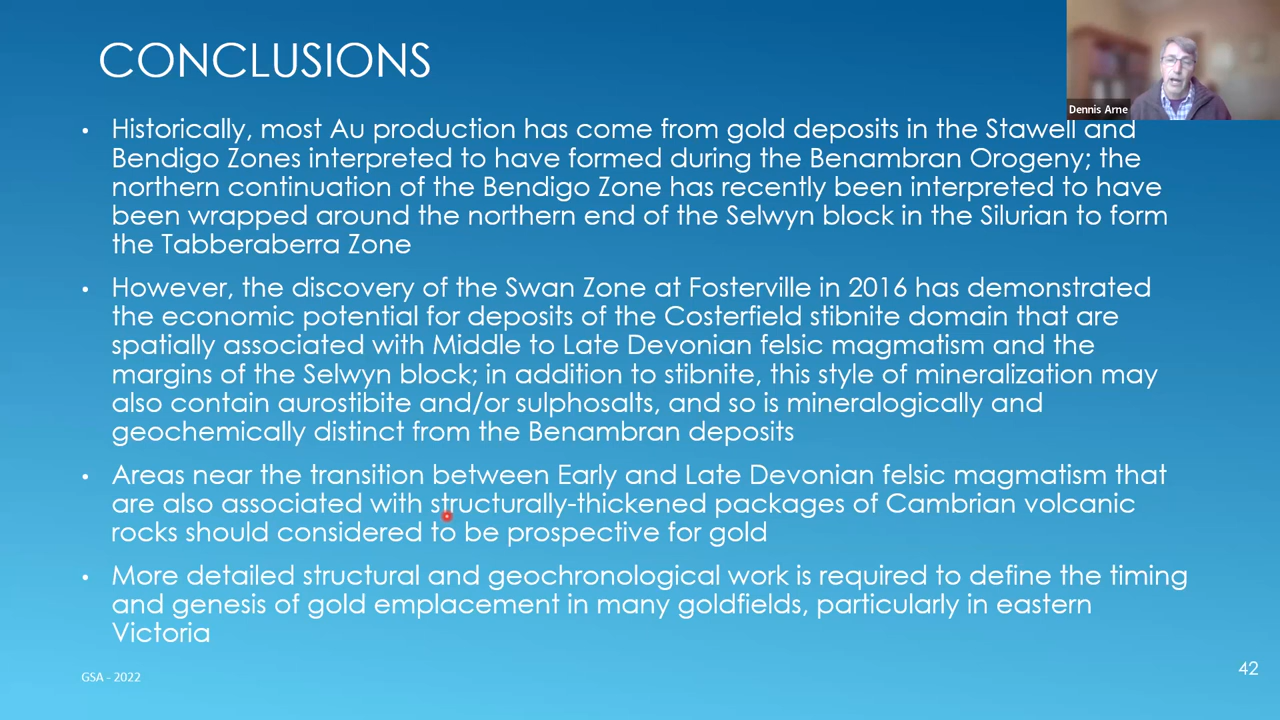 CONCLUSIONS
Dennis Arne
• Historically, most Au production has come from gold deposits in the Stawell and
Bendigo Zones interpreted to have formed during the Benambran Orogeny; the
northern continuation of the Bendigo Zone has recently been interpreted to have
been wrapped around the northern end of the Selwyn block in the Silurian to form
the Tabberaberra Zone
• However, the discovery of the Swan Zone at Fosterville in 2016 has demonstrated
the economic potential for deposits of the Costerfield stibnite domain that are
spatially associated with Middle to Late Devonian felsic magmatism and the
margins of the Selwyn block; in addition to stibnite, this style of mineralization may
also contain aurostibite and/or sulphosalts, and so is mineralogically and
geochemically distinct from the Benambran deposits
• Areas near the transition between Early and Late Devonian felsic magmatism that
are also associated with structurally-thickened packages of Cambrian volcanic
rocks should considered to be prospective for gold
• More detailed structural and geochronological work is required to define the timing
and genesis of gold emplacement in many goldfields, particularly in eastern
Victoria
GSA - 2022
42